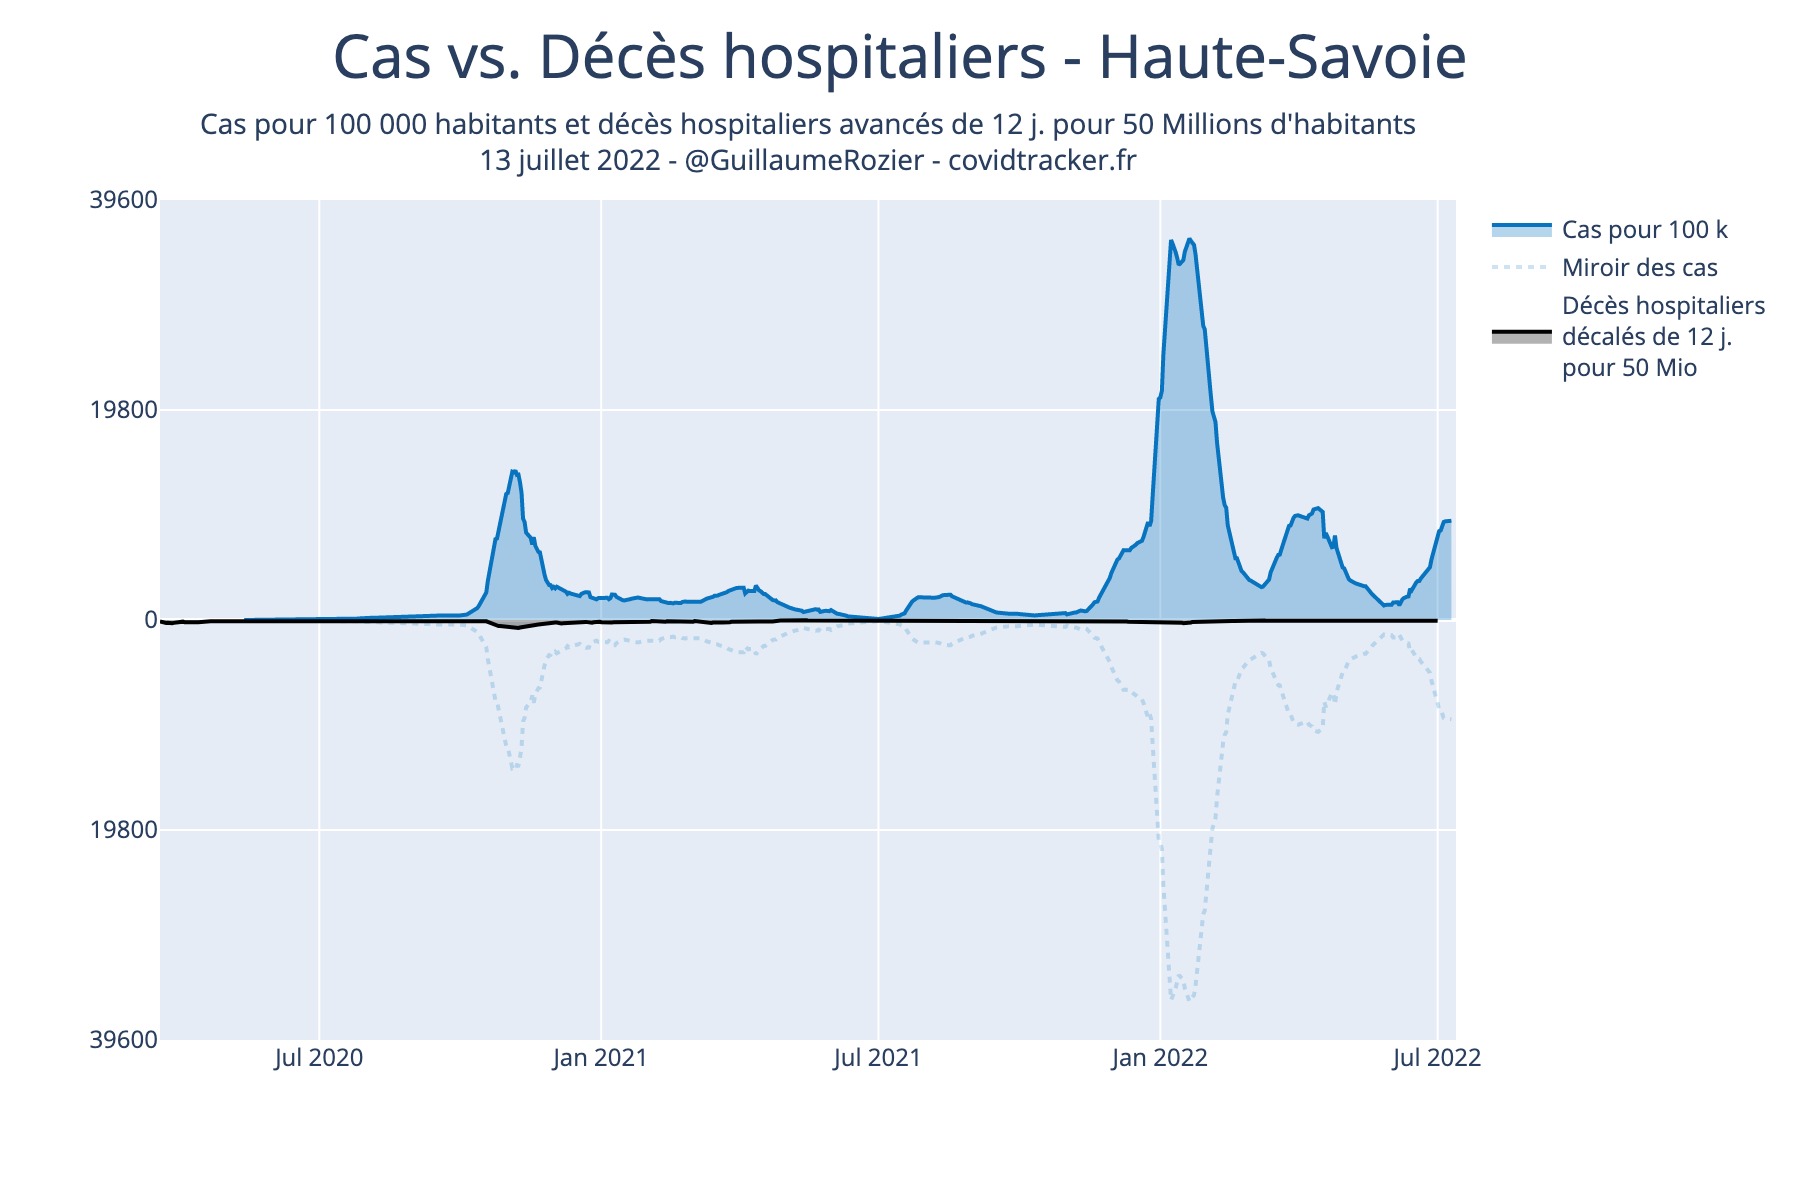 Cas vs. Décès hospitaliers - Haute-Savoie
Cas pour 100 000 habitants et décès hospitaliers avancés de 12 j. pour 50 Millions d'habitants
13 juillet 2022 - @GuillaumeRozier - covidtracker.fr
39600
19800
0
19800
39600
Jul 2020
Jan 2021
Jul 2021
Jan 2022
Jul 2022
Cas pour 100 k
Miroir des cas
Décès hospitaliers
décalés de 12 j.
pour 50 Mio